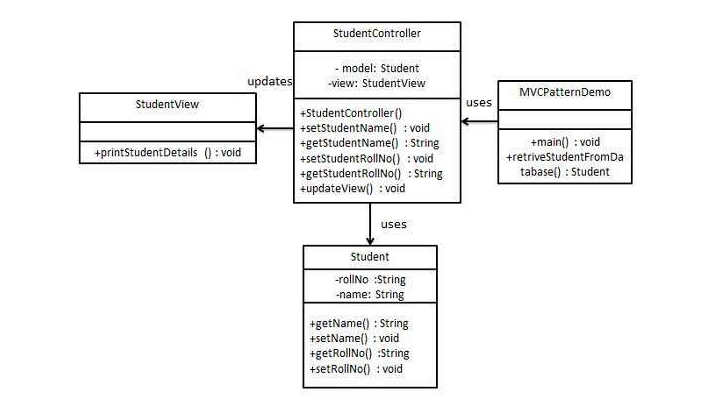 StudentController
- model: Student
-view: StudentView
+StudentController()
+setStudentName() : void
+getStudentName() : String
+setStudentRollNo() : void
+getStudentRollNo() : String
+updateView() : void
updates
StudentView
+printStudentDetails () : void
uses
MVCPatternDemo
+main() : void
+retriveStudentFromDa
tabase() : Student
uses
Student
-rollNo :String
-name: String
+getName() : String
+setName() : void
+getRollNo() :String
+setRollNo() : void